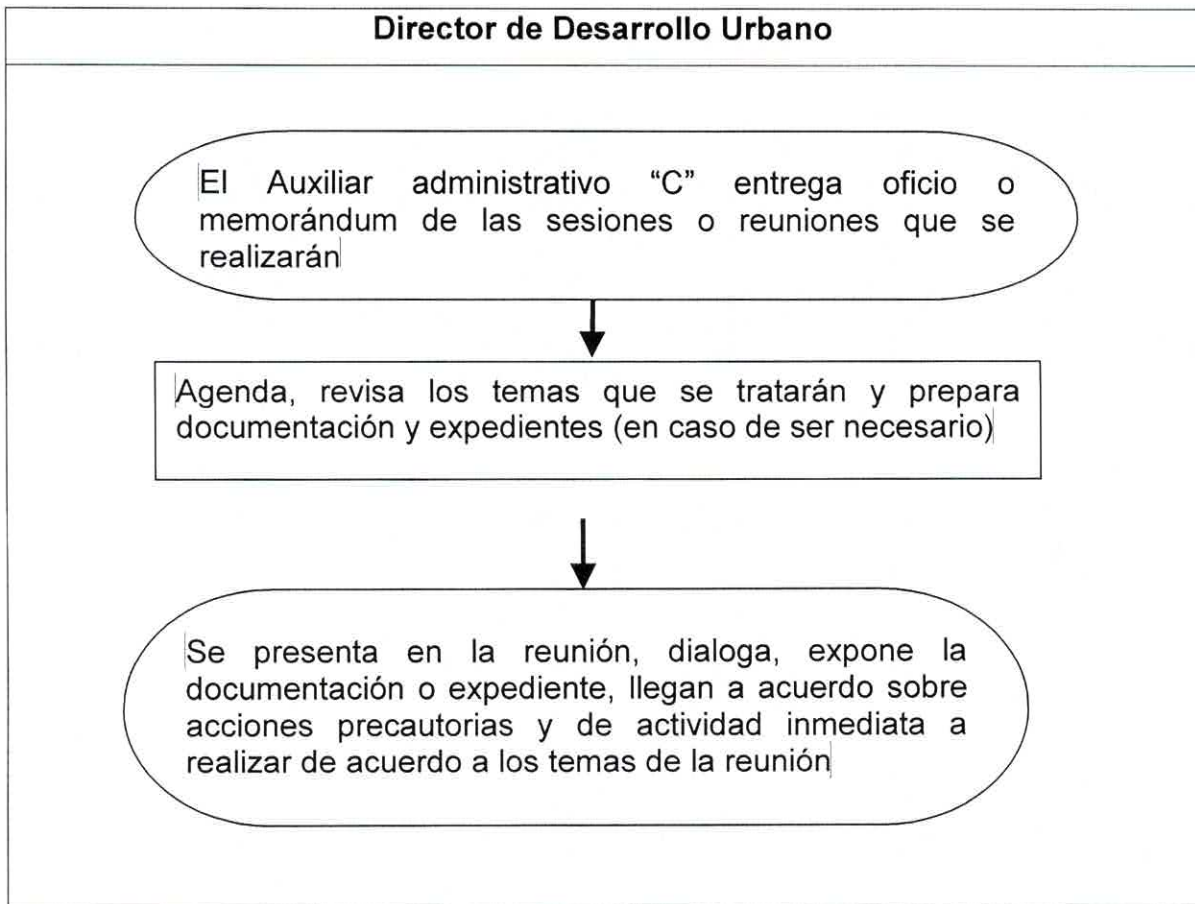 Director de Desarrollo Urbano
El Auxiliar administrativo “C” entrega oficio o
memorándum de las sesiones o reuniones que se
realizarán
Agenda, revisa los temas que se tratarán y prepara
documentación y expedientes (en caso de ser necesario)
Se presenta en la reunión, dialoga, expone la
documentación o expediente, llegan a acuerdo sobre
acciones precautorias y de actividad inmediata a
realizar de acuerdo a los temas de la reunión